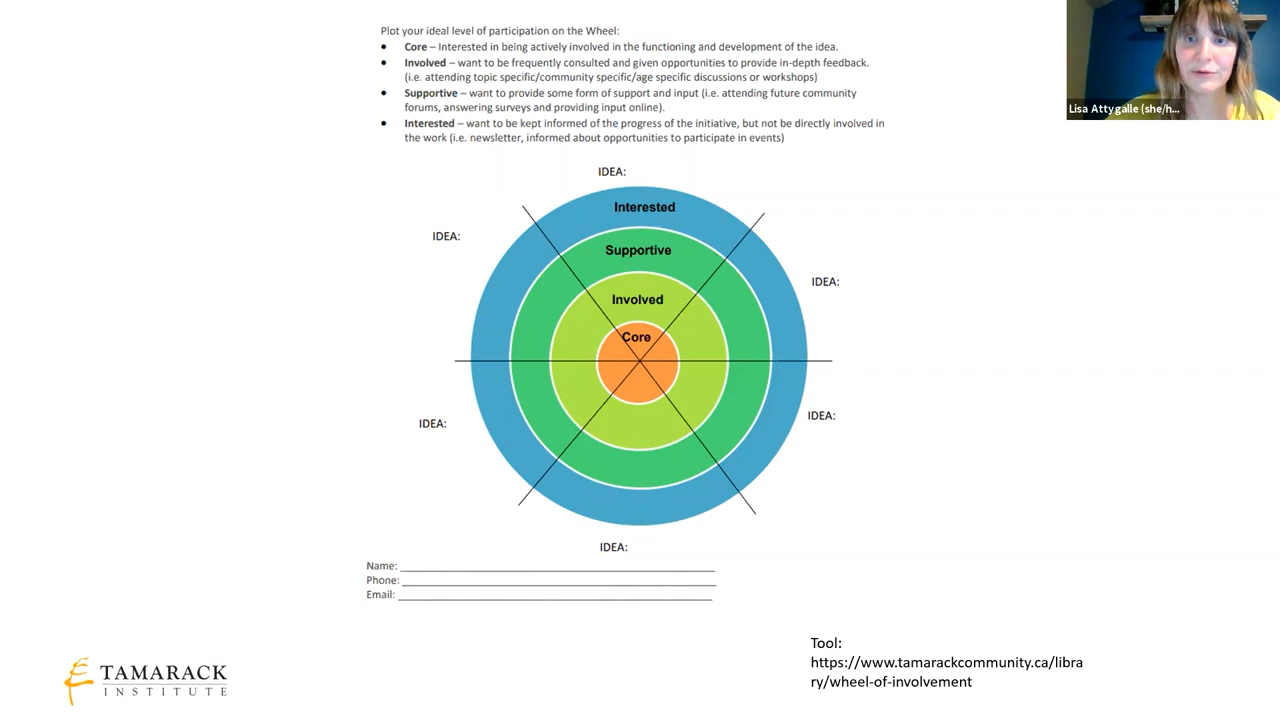 Plot your ideal level of participation on the Wheel:
• Core – Interested in being actively involved in the functioning and development of the idea.
• Involved – want to be frequently consulted and given opportunities to provide in-depth feedback.
(i.e. attending topic specific/community specific/age specific discussions or workshops)
• Supportive – want to provide some form of support and input (i.e. attending future community
forums, answering surveys and providing input online).
• Interested – want to be kept informed of the progress of the initiative, but not be directly involved in
the work (i.e. newsletter, informed about opportunities to participate in events)
Lisa Attygalle (she/h...
IDEA:
Interested
IDEA:
Supportive
IDEA:
Involved
Core
IDEA:
IDEA:
IDEA:
Name: ______________________________
Phone: ______________________________
Email: ______________________________
Tool:
https://www.tamarackcommunity.ca/libra
ry/wheel-of-involvement
TAMARACK
INSTITUTE